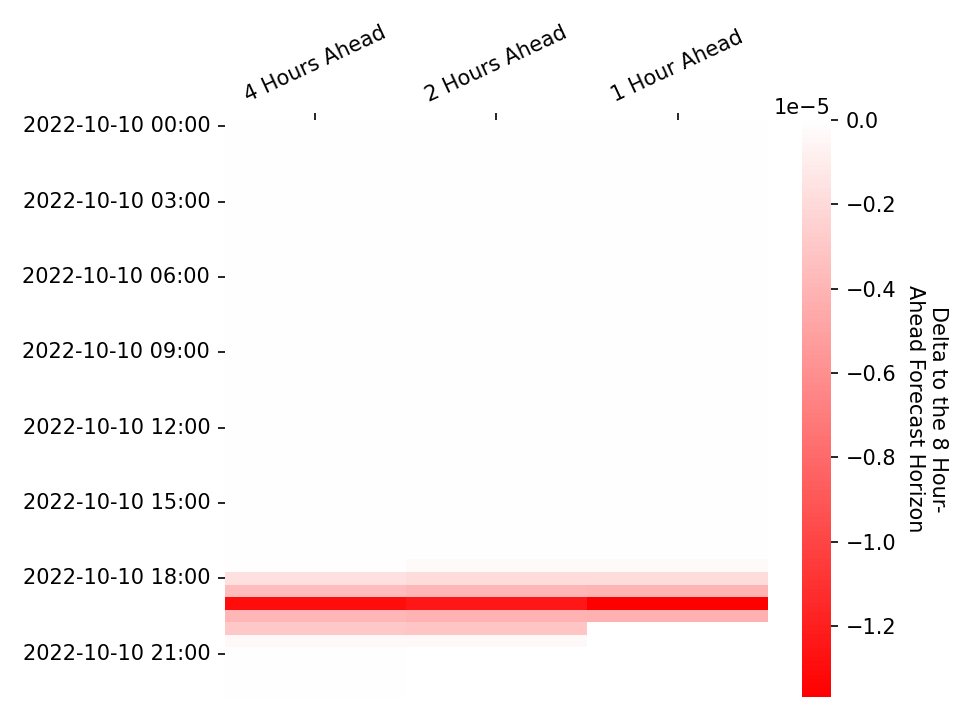 4 Hours Ahead
2 Hours Ahead
1 Hour Ahead
1e−5
2022-10-10 00:00
2022-10-10 03:00
2022-10-10 06:00
2022-10-10 09:00
2022-10-10 12:00
2022-10-10 15:00
2022-10-10 18:00
2022-10-10 21:00
0.0
−0.2
−0.4
−0.6
−0.8
−1.0
−1.2
Delta to the 8 Hour-
Ahead Forecast Horizon